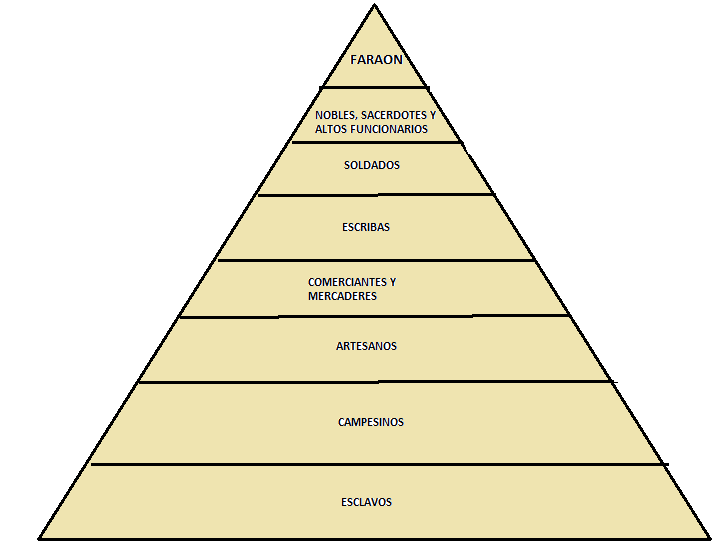 FARAON
NOBLES, SACERDOTES Y
ALTOS FUNCIONARIOS
SOLDADOS
ESCRIBAS
COMERCIANTES Y
MERCADERES
ARTESANOS
CAMPESINOS
ESCLAVOS